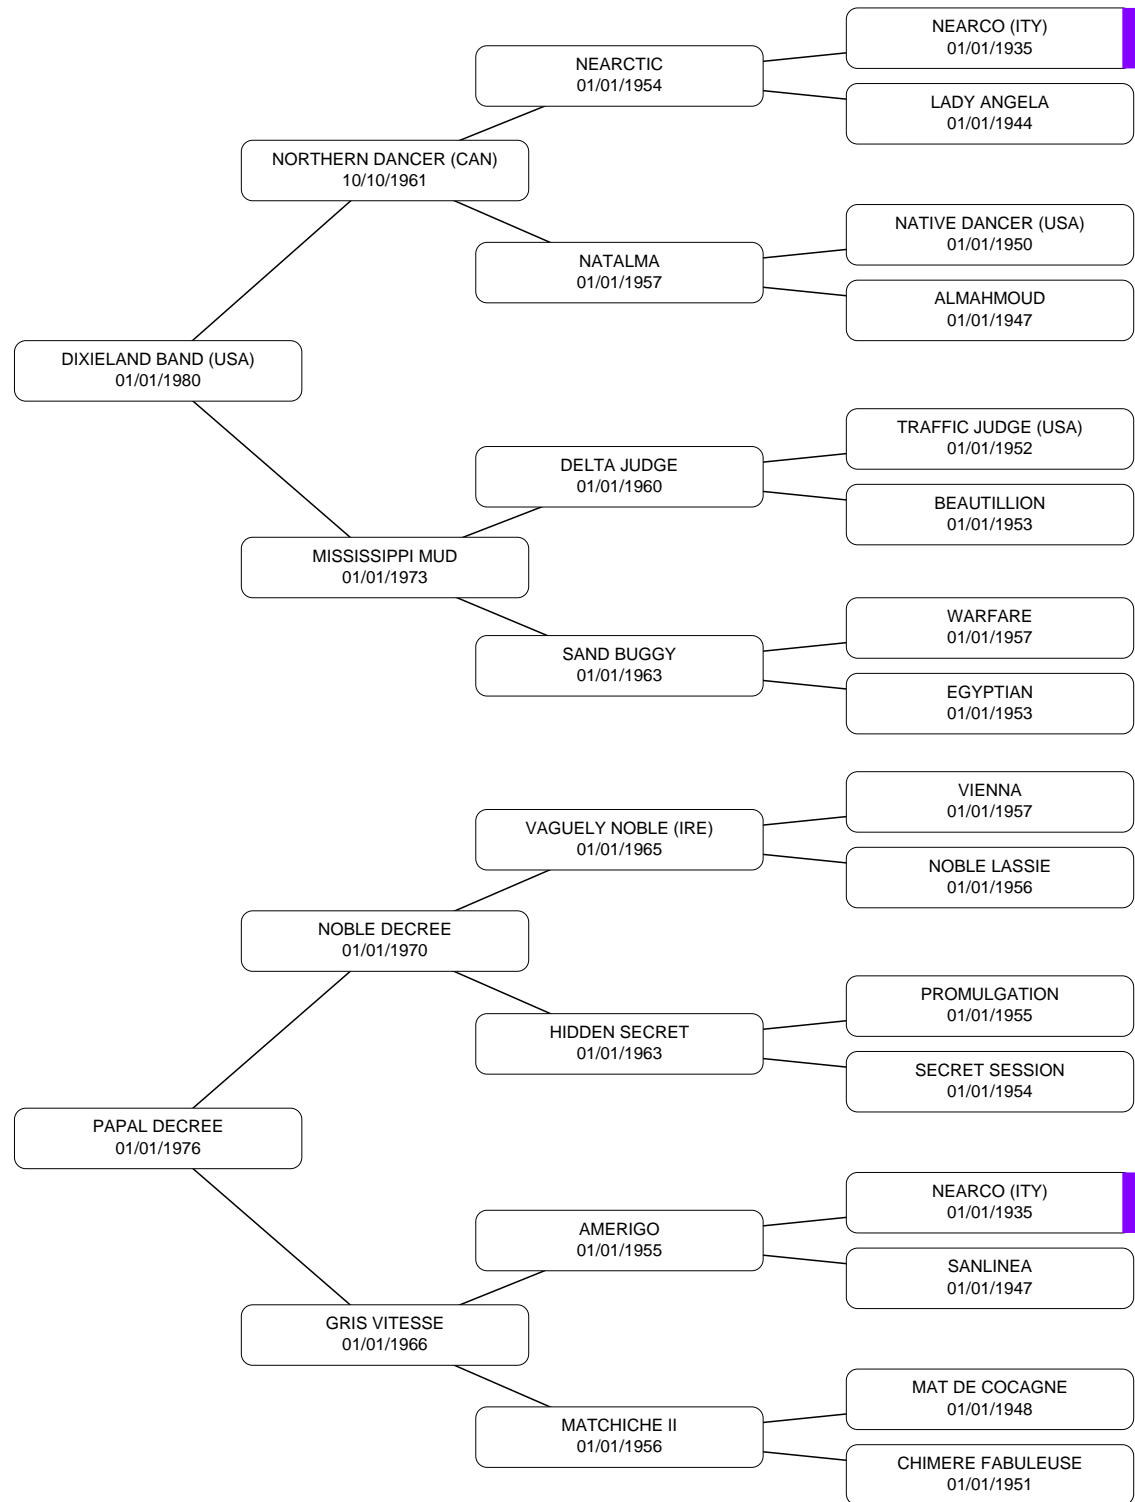 NEARCO (ITY)
01/01/1935
NEARCTIC
01/01/1954
LADY ANGELA
01/01/1944
NORTHERN DANCER (CAN)
10/10/1961
NATIVE DANCER (USA)
01/01/1950
NATALMA
01/01/1957
ALMAHMOUD
01/01/1947
DIXIELAND BAND (USA)
01/01/1980
TRAFFIC JUDGE (USA)
01/01/1952
DELTA JUDGE
01/01/1960
BEAUTILLION
01/01/1953
MISSISSIPPI MUD
01/01/1973
WARFARE
01/01/1957
SAND BUGGY
01/01/1963
EGYPTIAN
01/01/1953
VIENNA
01/01/1957
VAGUELY NOBLE (IRE)
01/01/1965
NOBLE LASSIE
01/01/1956
NOBLE DECREE
01/01/1970
PROMULGATION
01/01/1955
HIDDEN SECRET
01/01/1963
SECRET SESSION
01/01/1954
PAPAL DECREE
01/01/1976
NEARCO (ITY)
01/01/1935
AMERIGO
01/01/1955
SANLINEA
01/01/1947
GRIS VITESSE
01/01/1966
MAT DE COCAGNE
01/01/1948
MATCHICHE II
01/01/1956
CHIMERE FABULEUSE
01/01/1951